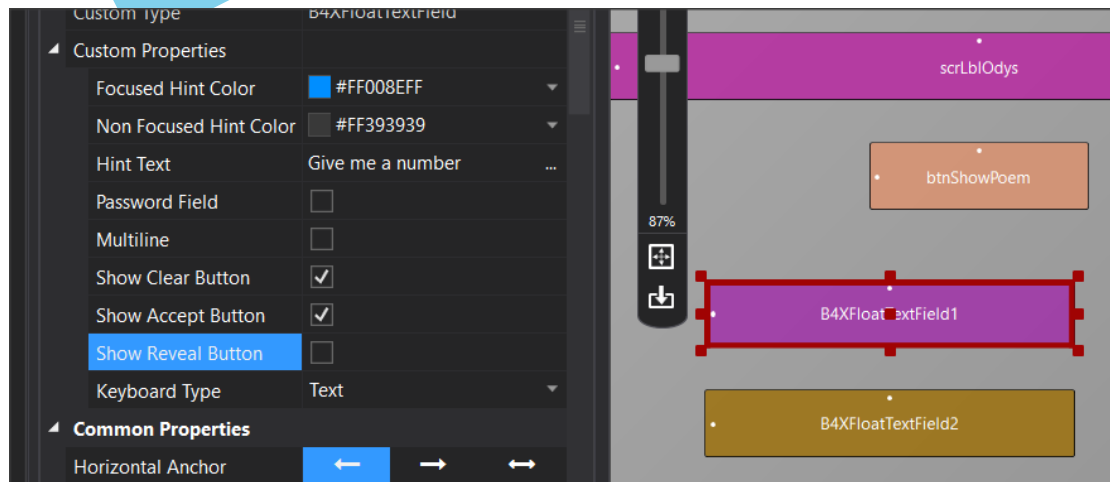 Custom Type B4XFloatTextField
Custom Properties
Focused Hint Color #FF008EFF
Non Focused Hint Color #FF393939
Hint Text Give me a number ...
Password Field
Multiline
Show Clear Button
Show Accept Button
Show Reveal Button
Keyboard Type Text
Common Properties
Horizontal Anchor
87%
scrLblOdys
btnShowPoem
B4XFloatTextField1
B4XFloatTextField2